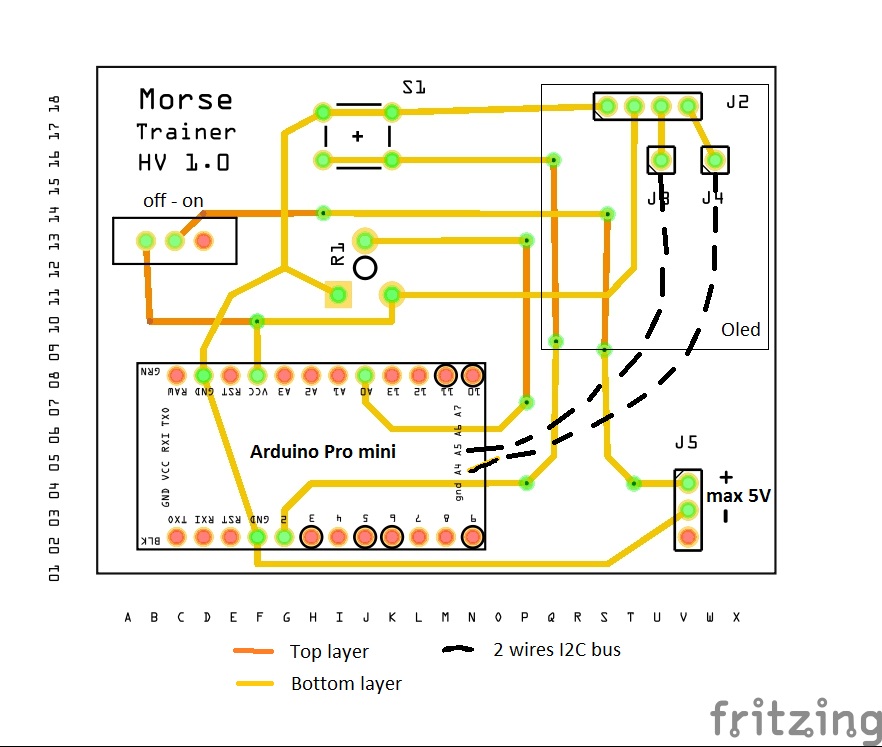 Morse
Trainer
HV 1.0
S1
J2
J3
J4
off - on
R1
Oled
18
17
16
15
14
13
12
11
10
09
08
07
06
05
04
03
02
01
GRN
RAW GND RST VCC A3 A2 A1 A0 13 12 11 10
GND VCC RXI TXO
gnd A4 A5 A6 A7
Arduino Pro mini
BLK
TXO RXI RST GND 2 3 4 5 6 7 8 9
J5
+
max 5V
-
A B C D E F G H I J K L M N O P Q R S T U V W X
Top layer
2 wires I2C bus
Bottom layer
fritzing